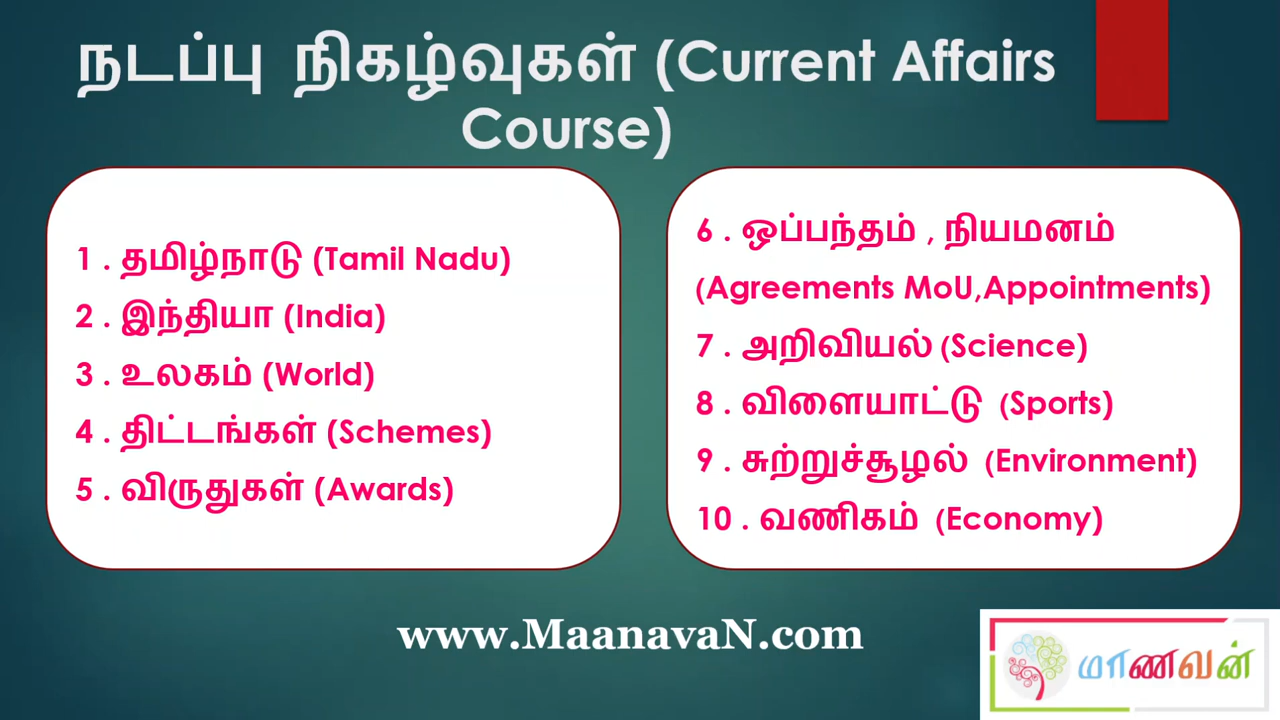 நடப்பு நிகழ்வுகள் (Current Affairs
Course)
1 . தமிழ்நாடு (Tamil Nadu)
2 . இந்தியா (India)
3 . உலகம் (World)
4 . திட்டங்கள் (Schemes)
5 . விருதுகள் (Awards)
6 . ஒப்பந்தம் , நியமனம்
(Agreements MoU,Appointments)
7 . அறிவியல் (Science)
8 . விளையாட்டு (Sports)
9 . சுற்றுச்சூழல் (Environment)
10 . வணிகம் (Economy)
www.MaanavaN.com
மாணவன்